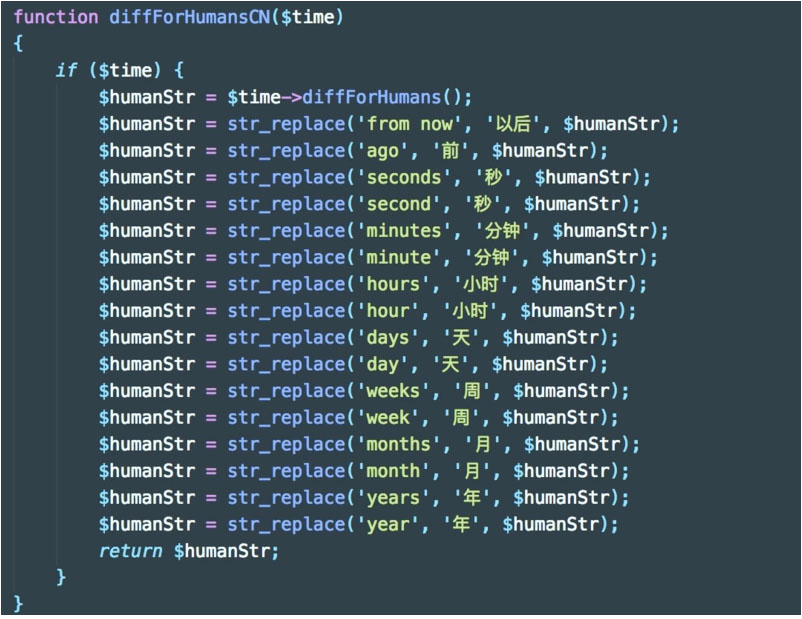 function diffForHumansCN($time)
{
    if ($time) {
        $humanStr = $time->diffForHumans();
        $humanStr = str_replace('from now', '以后', $humanStr);
        $humanStr = str_replace('ago', '前', $humanStr);
        $humanStr = str_replace('seconds', '秒', $humanStr);
        $humanStr = str_replace('second', '秒', $humanStr);
        $humanStr = str_replace('minutes', '分钟', $humanStr);
        $humanStr = str_replace('minute', '分钟', $humanStr);
        $humanStr = str_replace('hours', '小时', $humanStr);
        $humanStr = str_replace('hour', '小时', $humanStr);
        $humanStr = str_replace('days', '天', $humanStr);
        $humanStr = str_replace('day', '天', $humanStr);
        $humanStr = str_replace('weeks', '周', $humanStr);
        $humanStr = str_replace('week', '周', $humanStr);
        $humanStr = str_replace('months', '月', $humanStr);
        $humanStr = str_replace('month', '月', $humanStr);
        $humanStr = str_replace('years', '年', $humanStr);
        $humanStr = str_replace('year', '年', $humanStr);
        return $humanStr;
    }
}